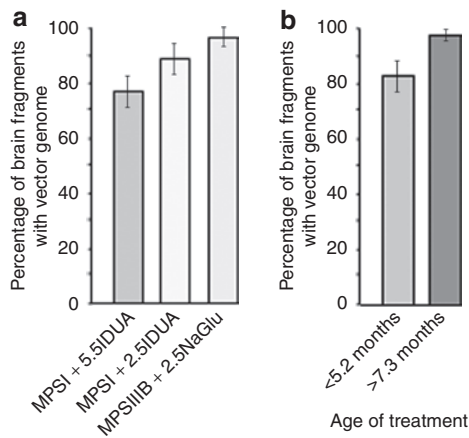 a
Percentage of brain fragments
with vector genome
100
80
60
40
20
0
MPSI + 5.5IDUA
MPSI + 2.5IDUA
MPSIIIB + 2.5NaGlu
b
Percentage of brain fragments
with vector genome
100
80
60
40
20
0
<5.2 months
>7.3 months
Age of treatment